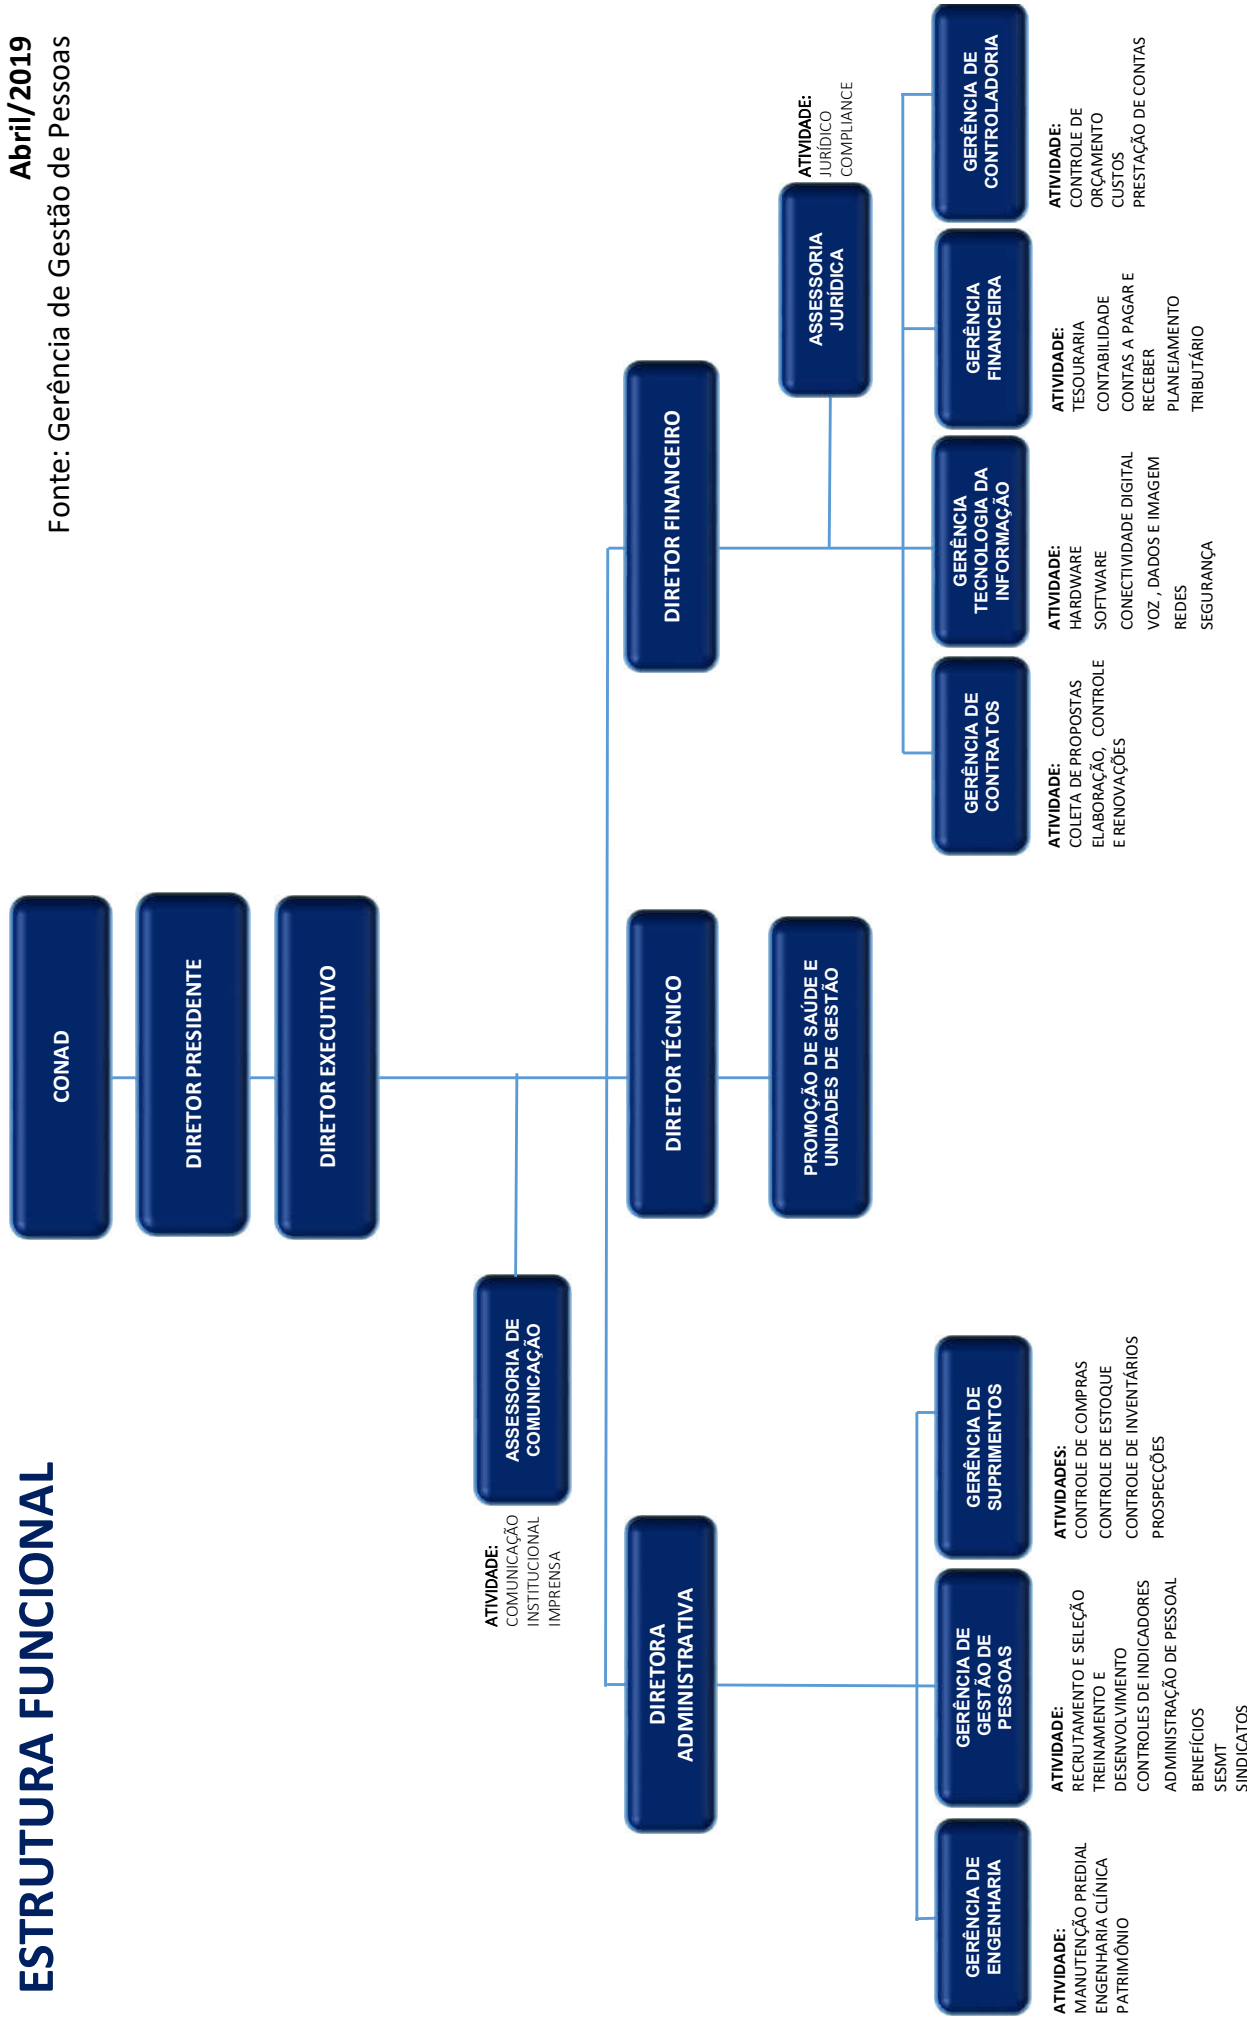 ESTRUTURA FUNCIONAL
Abril/2019
Fonte: Gerência de Gestão de Pessoas
CONAD
DIRETOR PRESIDENTE
DIRETOR EXECUTIVO
ASSESSORIA DE
COMUNICAÇÃO
ATIVIDADE:
COMUNICAÇÃO
INSTITUCIONAL
IMPRENSA
DIRETORA
ADMINISTRATIVA
DIRETOR TÉCNICO
DIRETOR FINANCEIRO
PROMOÇÃO DE SAÚDE E
UNIDADES DE GESTÃO
ASSESSORIA
JURÍDICA
ATIVIDADE:
JURÍDICO
COMPLIANCE
GERÊNCIA DE
ENGENHARIA
ATIVIDADE:
MANUTENÇÃO PREDIAL
ENGENHARIA CLÍNICA
PATRIMÔNIO
GERÊNCIA DE
GESTÃO DE
PESSOAS
ATIVIDADE:
RECRUTAMENTO E SELEÇÃO
TREINAMENTO E
DESENVOLVIMENTO
CONTROLES DE INDICADORES
ADMINISTRAÇÃO DE PESSOAL
BENEFÍCIOS
SESMT
SINDICATOS
GERÊNCIA DE
SUPRIMENTOS
ATIVIDADES:
CONTROLE DE COMPRAS
CONTROLE DE ESTOQUE
CONTROLE DE INVENTÁRIOS
PROSPECÇÕES
GERÊNCIA DE
CONTRATOS
ATIVIDADE:
COLETA DE PROPOSTAS
ELABORAÇÃO, CONTROLE
E RENOVAÇÕES
GERÊNCIA
TECNOLOGIA DA
INFORMAÇÃO
ATIVIDADE:
HARDWARE
SOFTWARE
CONECTIVIDADE DIGITAL
VOZ , DADOS E IMAGEM
REDES
SEGURANÇA
GERÊNCIA
FINANCEIRA
ATIVIDADE:
TESOURARIA
CONTABILIDADE
CONTAS A PAGAR E
RECEBER
PLANEJAMENTO
TRIBUTÁRIO
GERÊNCIA DE
CONTROLADORIA
ATIVIDADE:
CONTROLE DE
ORÇAMENTO
CUSTOS
PRESTAÇÃO DE CONTAS